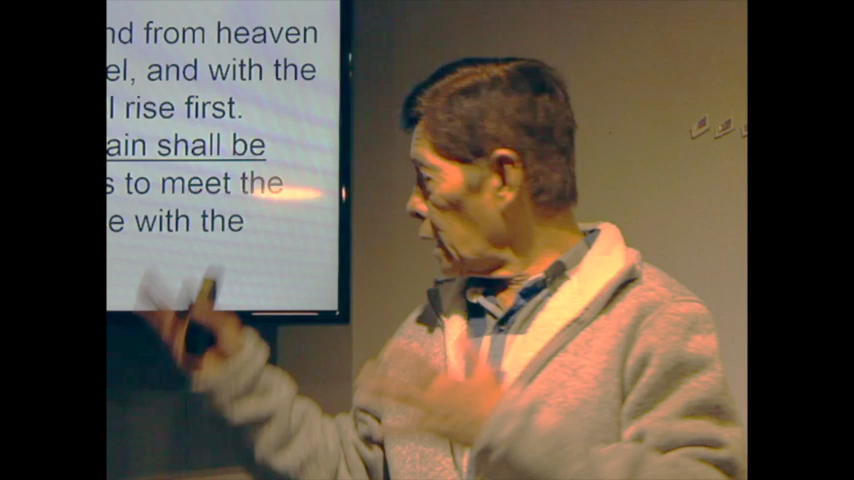 nd from heaven
el, and with the
l rise first.
ain shall be
s to meet the
e with the